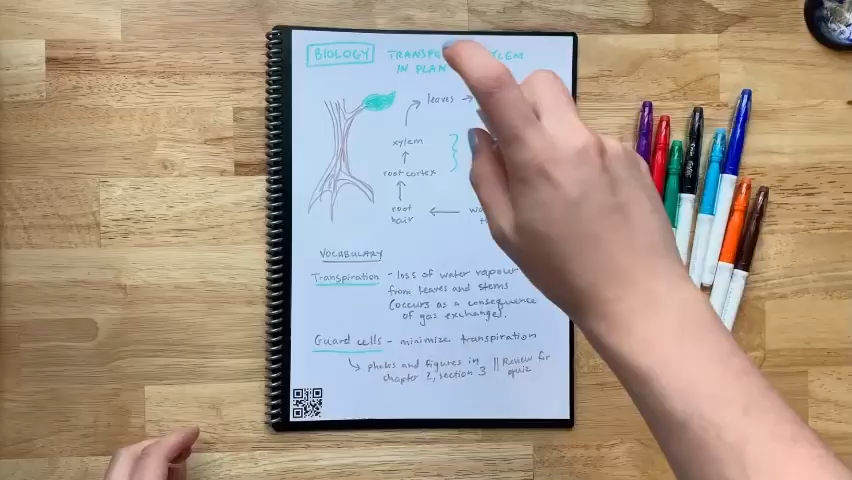 BIOLOGY
IN
leaves →
xylem
root cortex
root
hair
VOCABULARY
Transpiration - loss of water vapour
from leaves and stems
(occurs as a consequence
of gas exchange).
Guard cells - minimize transpiration
photos and figures in
chapter 2, section 3
|| Review for
quiz